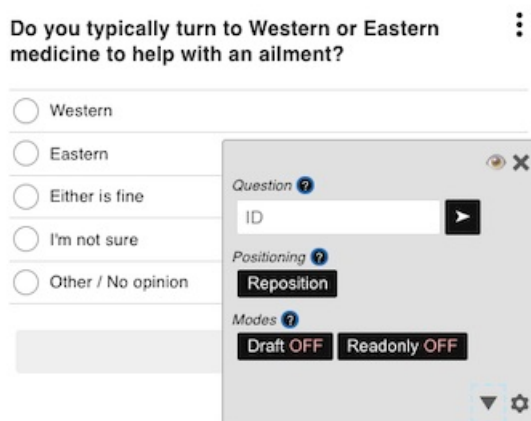 Do you typically turn to Western or Eastern
medicine to help with an ailment?
Western
Eastern
Either is fine
I'm not sure
Other / No opinion
Question ?
ID
Positioning ?
Reposition
Modes ?
Draft OFF Readonly OFF